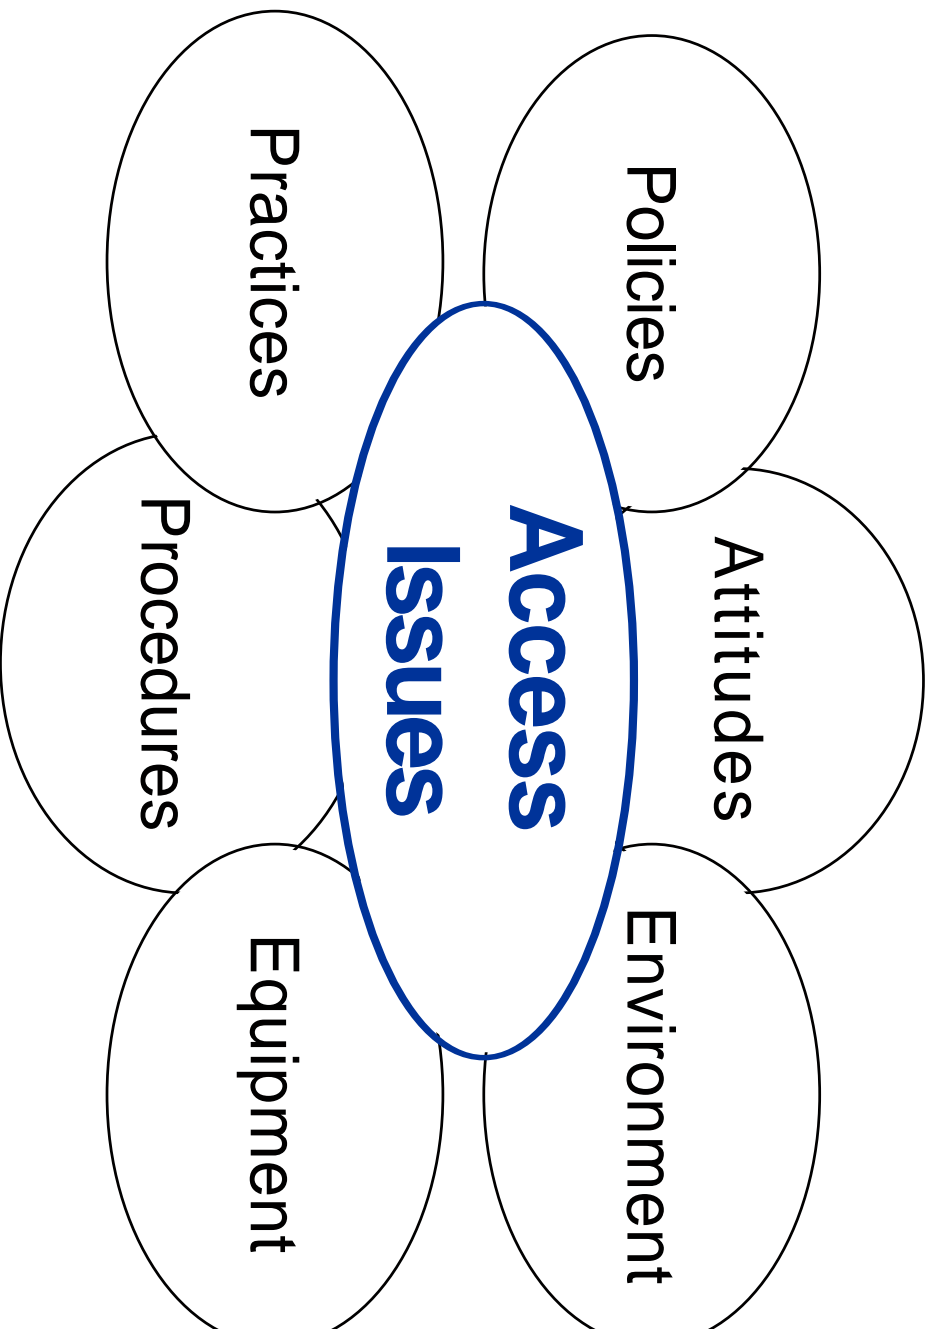 Policies
Attitudes
Environment
Access
Issues
Practices
Procedures
Equipment